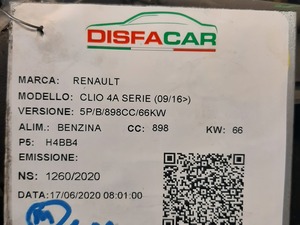 DISFACAR
MARCA: RENAULT
MODELLO: CLIO 4A SERIE (09/16>)
VERSIONE: 5P/B/898CC/66KW
ALIM.: BENZINA CC: 898 KW: 66
P5: H4BB4
EMISSIONE:
NS: 1260/2020
DATA:17/06/2020 08:01:00